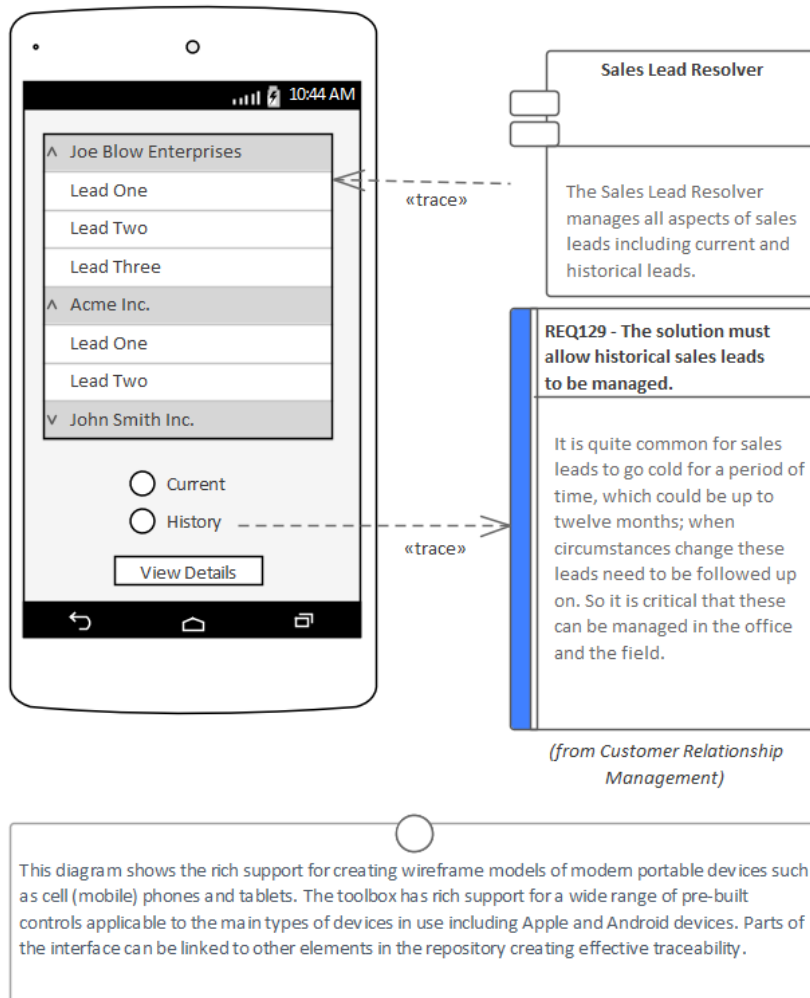 10:44 AM
Joe Blow Enterprises
Lead One
Lead Two
Lead Three
Acme Inc.
Lead One
Lead Two
John Smith Inc.
Current
History
View Details
«trace»
«trace»
Sales Lead Resolver
The Sales Lead Resolver
manages all aspects of sales
leads including current and
historical leads.
REQ129 - The solution must
allow historical sales leads
to be managed.
It is quite common for sales
leads to go cold for a period of
time, which could be up to
twelve months; when
circumstances change these
leads need to be followed up
on. So it is critical that these
can be managed in the office
and the field.
(from Customer Relationship
Management)
This diagram shows the rich support for creating wireframe models of modern portable devices such
as cell (mobile) phones and tablets. The toolbox has rich support for a wide range of pre-built
controls applicable to the main types of devices in use including Apple and Android devices. Parts of
the interface can be linked to other elements in the repository creating effective traceability.